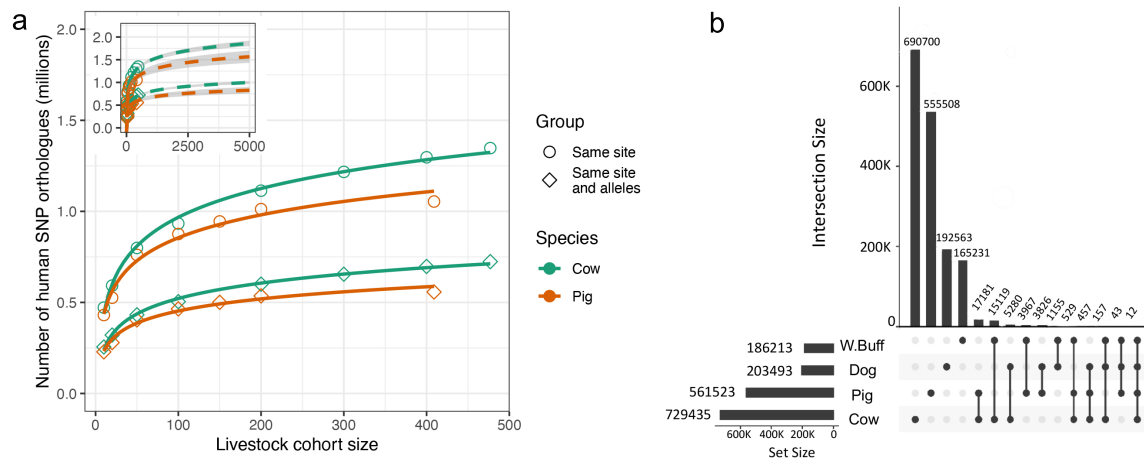 a
Number of human SNP orthologues (millions)
2.0
1.5
1.0
0.5
0.0
2.0
1.5
1.0
0.5
0.0
0
2500
5000
0
100
200
300
400
500
Livestock cohort size
Group
Same site
Same site
and alleles
Species
Cow
Pig
b
Intersection Size
600K
400K
200K
0
690700
555508
192563
165231
17181
15119
5280
3967
3826
1155
529
457
157
43
12
186213 W.Buff
203493 Dog
561523 Pig
729435 Cow
600K 400K 200K 0
Set Size